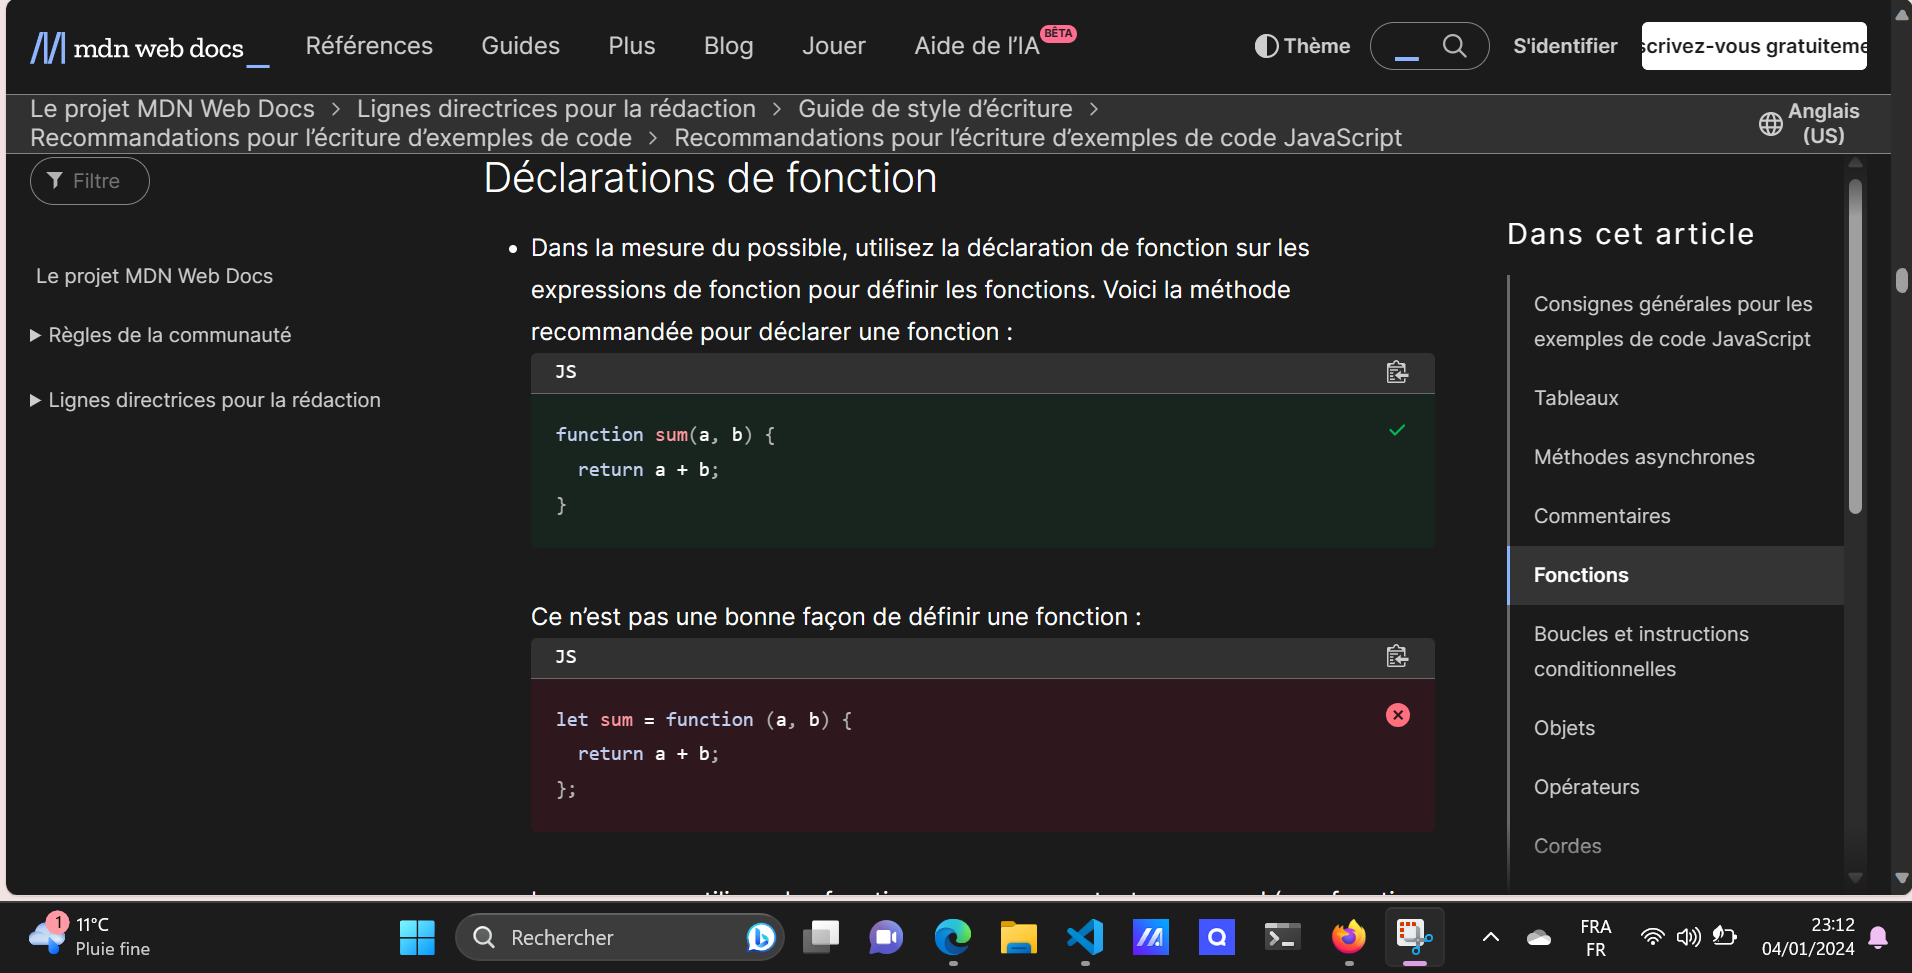 mdn web docs_
Références Guides Plus Blog Jouer Aide de l'IA BÊTA
Thème
S'identifier
scrivez-vous gratuiteme
Le projet MDN Web Docs > Lignes directrices pour la rédaction > Guide de style d'écriture >
Recommandations pour l'écriture d'exemples de code > Recommandations pour l'écriture d'exemples de code JavaScript
Anglais
(US)
Filtre
Le projet MDN Web Docs
Règles de la communauté
Lignes directrices pour la rédaction
Déclarations de fonction
Dans la mesure du possible, utilisez la déclaration de fonction sur les
expressions de fonction pour définir les fonctions. Voici la méthode
recommandée pour déclarer une fonction :
JS
function sum(a, b) {
  return a + b;
}
Ce n'est pas une bonne façon de définir une fonction :
JS
let sum = function (a, b) {
  return a + b;
};
Dans cet article
Consignes générales pour les
exemples de code JavaScript
Tableaux
Méthodes asynchrones
Commentaires
Fonctions
Boucles et instructions
conditionnelles
Objets
Opérateurs
Cordes
1
11°C
Pluie fine
Rechercher
FRA
FR
23:12
04/01/2024